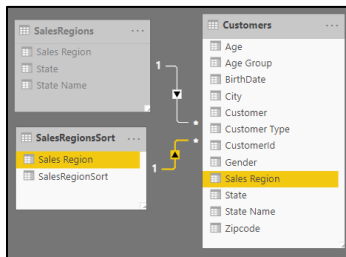 SalesRegions ...
Sales Region
State
State Name
1
SalesRegionsSort ...
Sales Region
SalesRegionSort
1
Customers ...
Age
Age Group
BirthDate
City
Customer
Customer Type
CustomerId
Gender
Sales Region
State
State Name
Zipcode